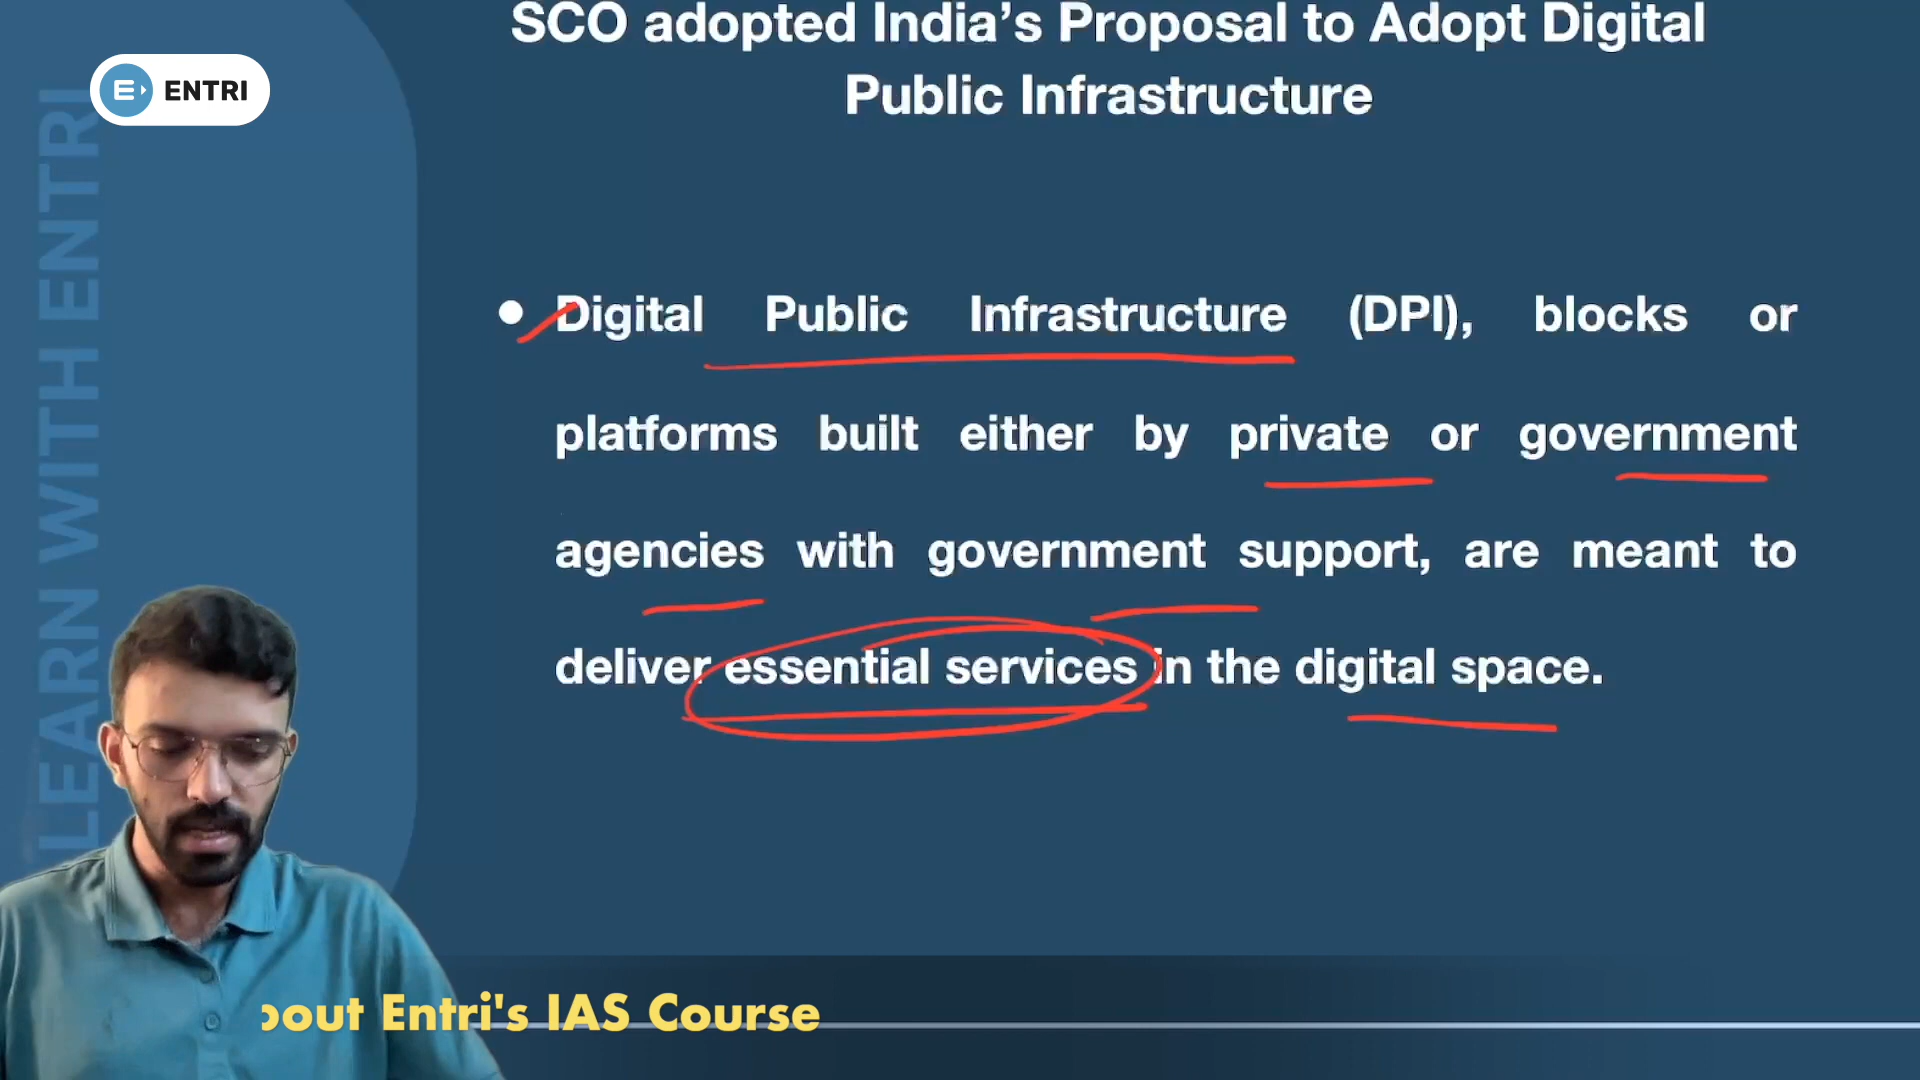 SCO adopted India's Proposal to Adopt Digital
Public Infrastructure
ENTRI
LEARN WITH ENTRI
Digital Public Infrastructure (DPI), blocks or
platforms built either by private or government
agencies with government support, are meant to
deliver essential services in the digital space.
Entri's IAS Course